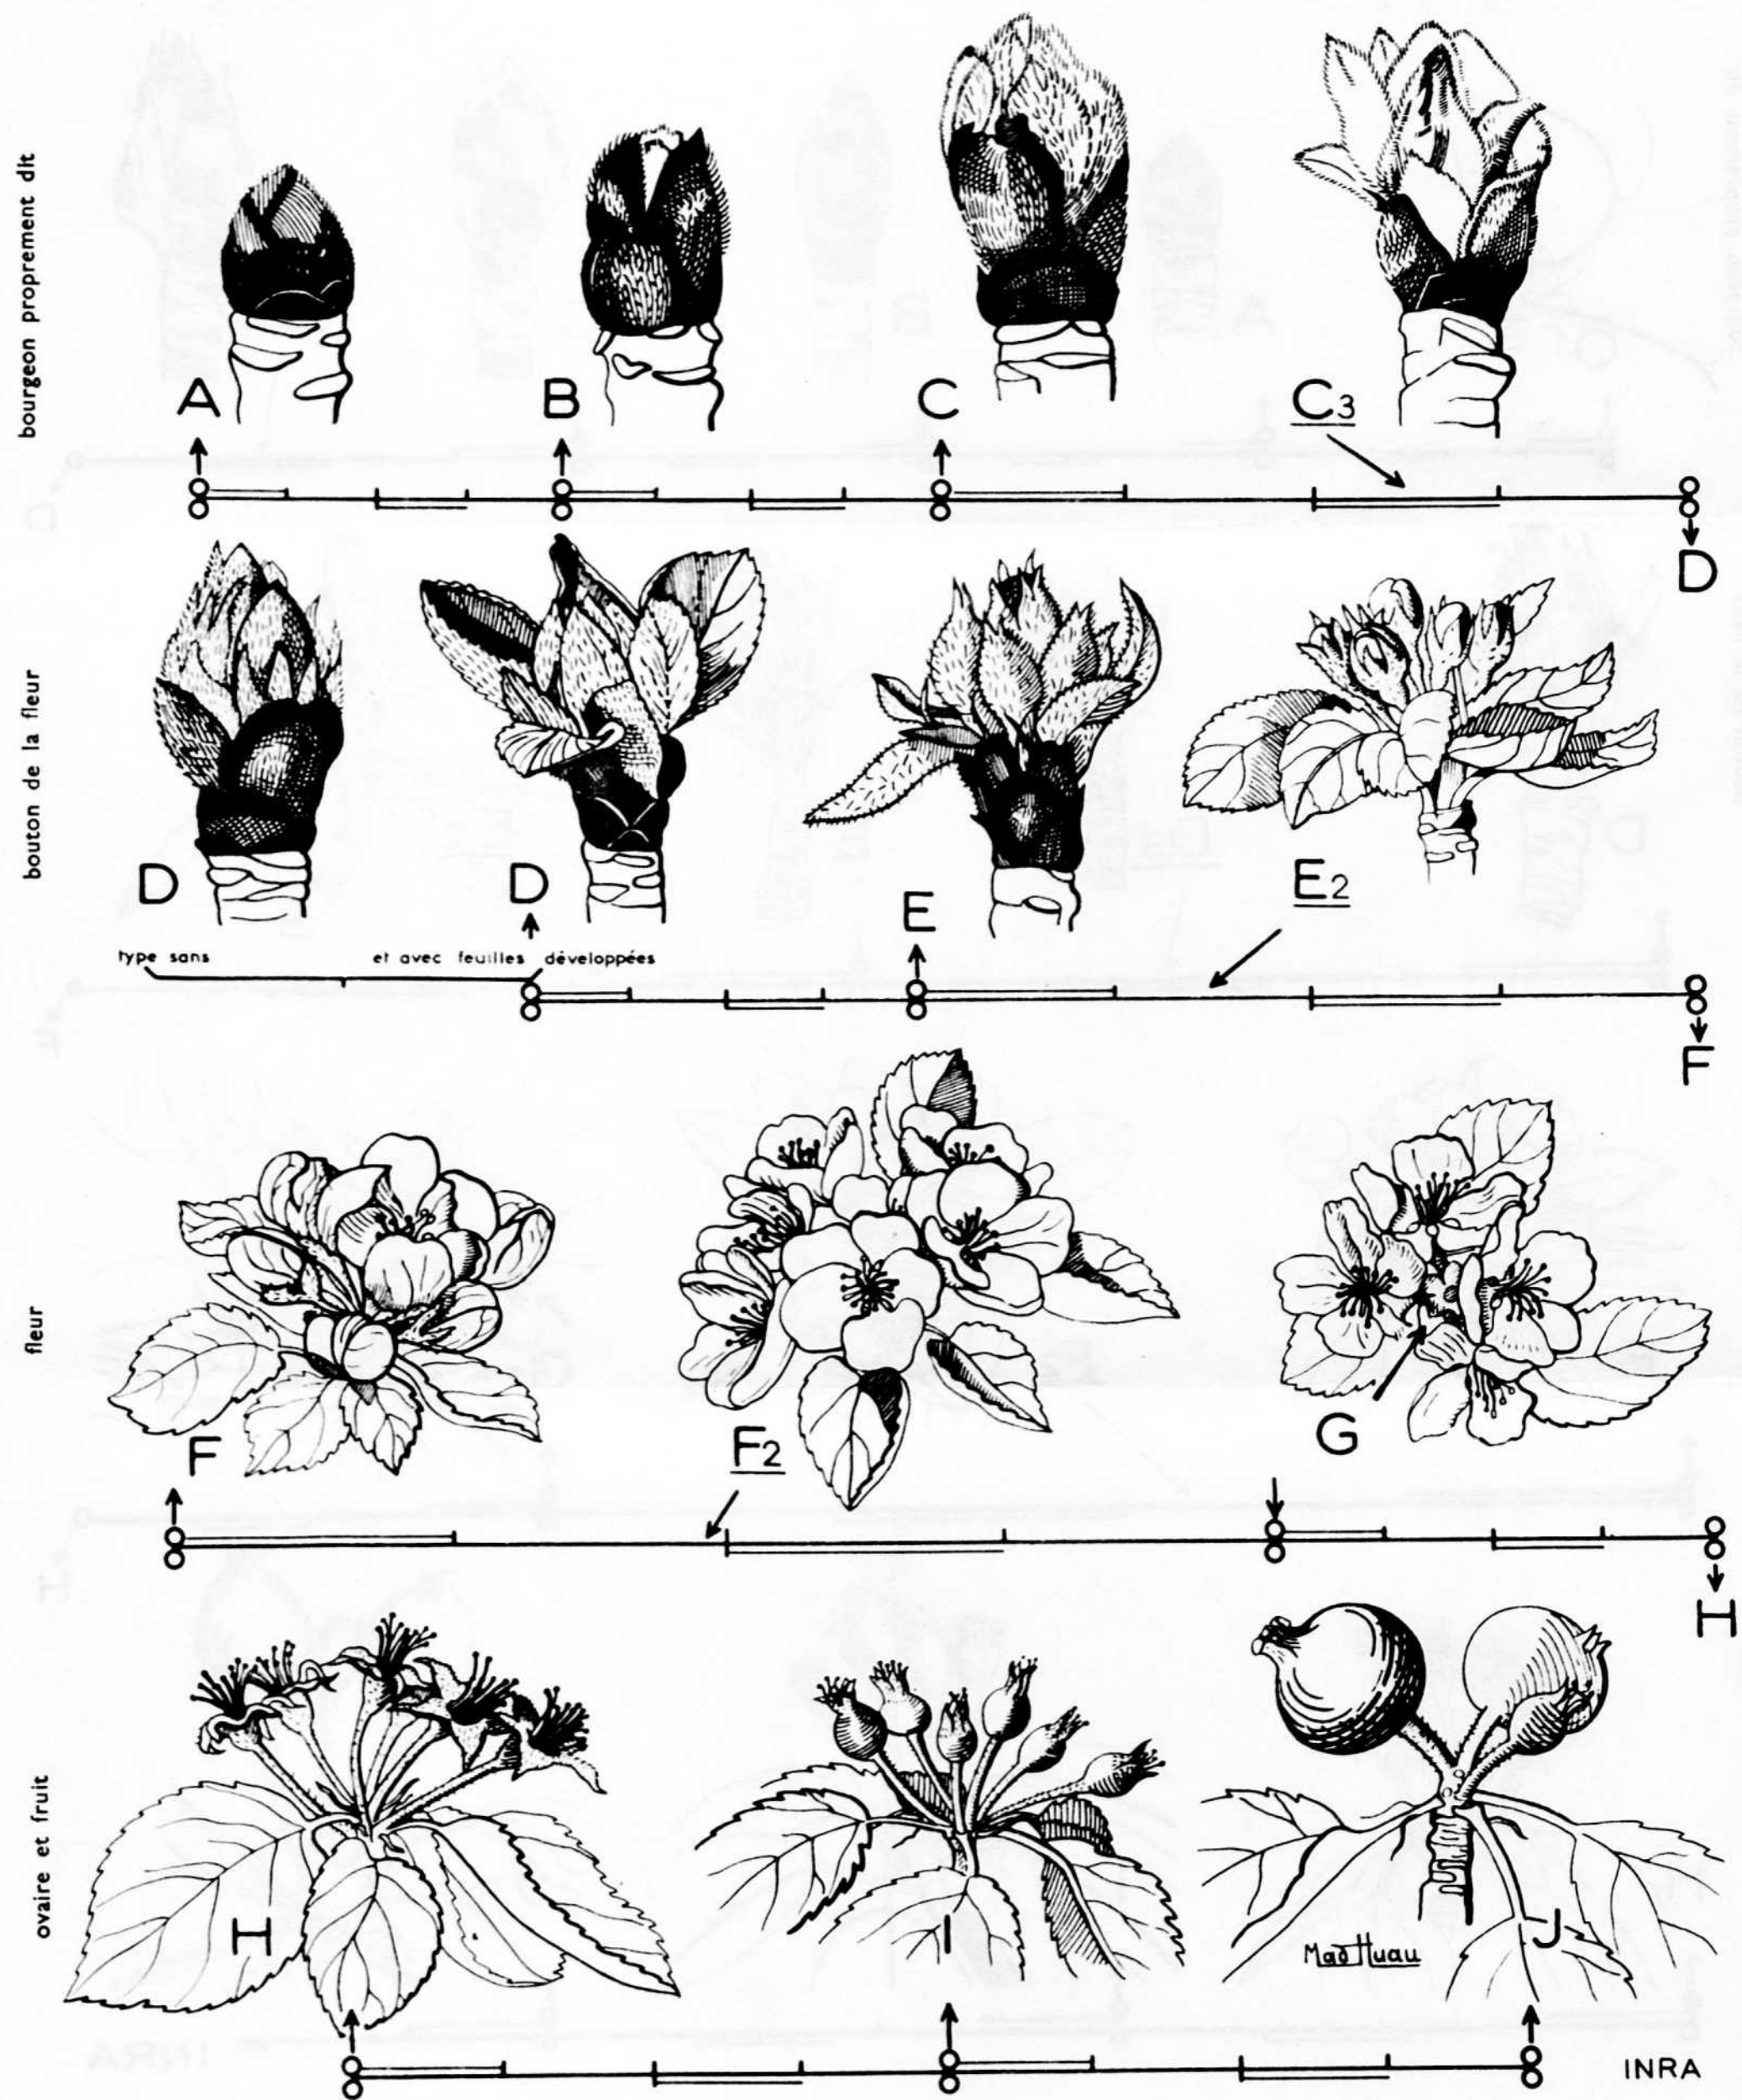 bourgeon proprement dit
A
B
C
C3
D
bouton de la fleur
D
D
E
E2
type sans
et avec feuilles développées
F
fleur
F
F2
G
H
ovaire et fruit
H
I
J
Mad Huau
INRA